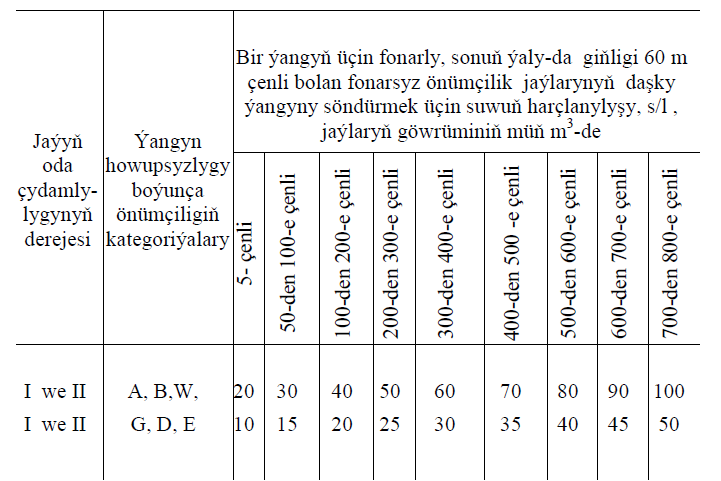 Bir ýangyň üçin fonarly, sonuň ýaly-da giňligi 60 m
çenli bolan fonarsyz önümçilik jaýlarynyň daşky
ýangyny söndürmek üçin suwuň harçlanylyşy, s/l ,
jaýlaryň göwrüminiň müň m³-de
Jaýyň
oda
çydamly-
lygynyň
derejesi
Ýangyn
howupsyzlygy
boýunça
önümçiligiň
kategoriýalary
5- çenli
50-den 100-e çenli
100-den 200-e çenli
200-den 300-e çenli
300-den 400-e çenli
400-den 500 -e çenli
500-den 600-e çenli
600-den 700-e çenli
700-den 800-e çenli
I we II A, B,W, 20 30 40 50 60 70 80 90 100
I we II G, D, E 10 15 20 25 30 35 40 45 50